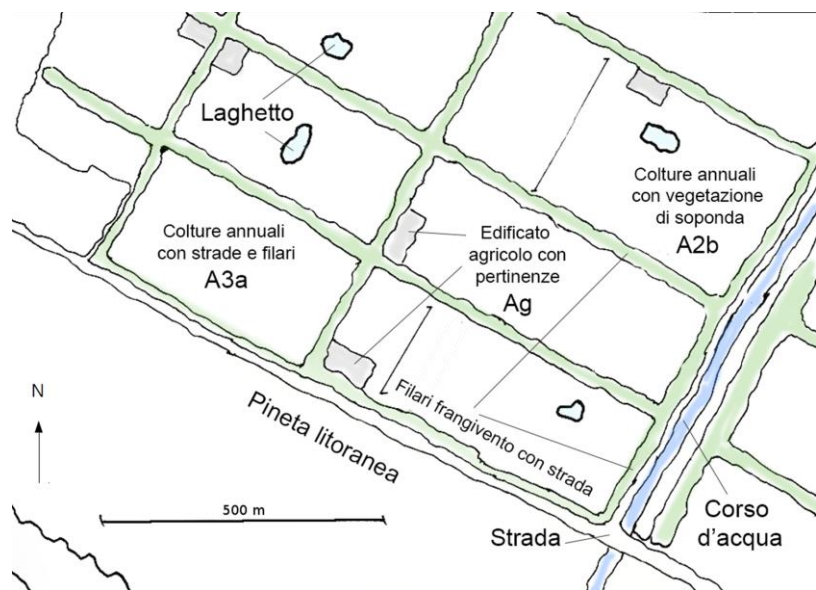 Laghetto
Colture annuali
con vegetazione
di soponda
A2b
Colture annuali
con strade e filari
A3a
Edificato
agricolo con
pertinenze
Ag
Filari frangivento con strada
Pineta litoranea
N
500 m
Strada
Corso
d'acqua